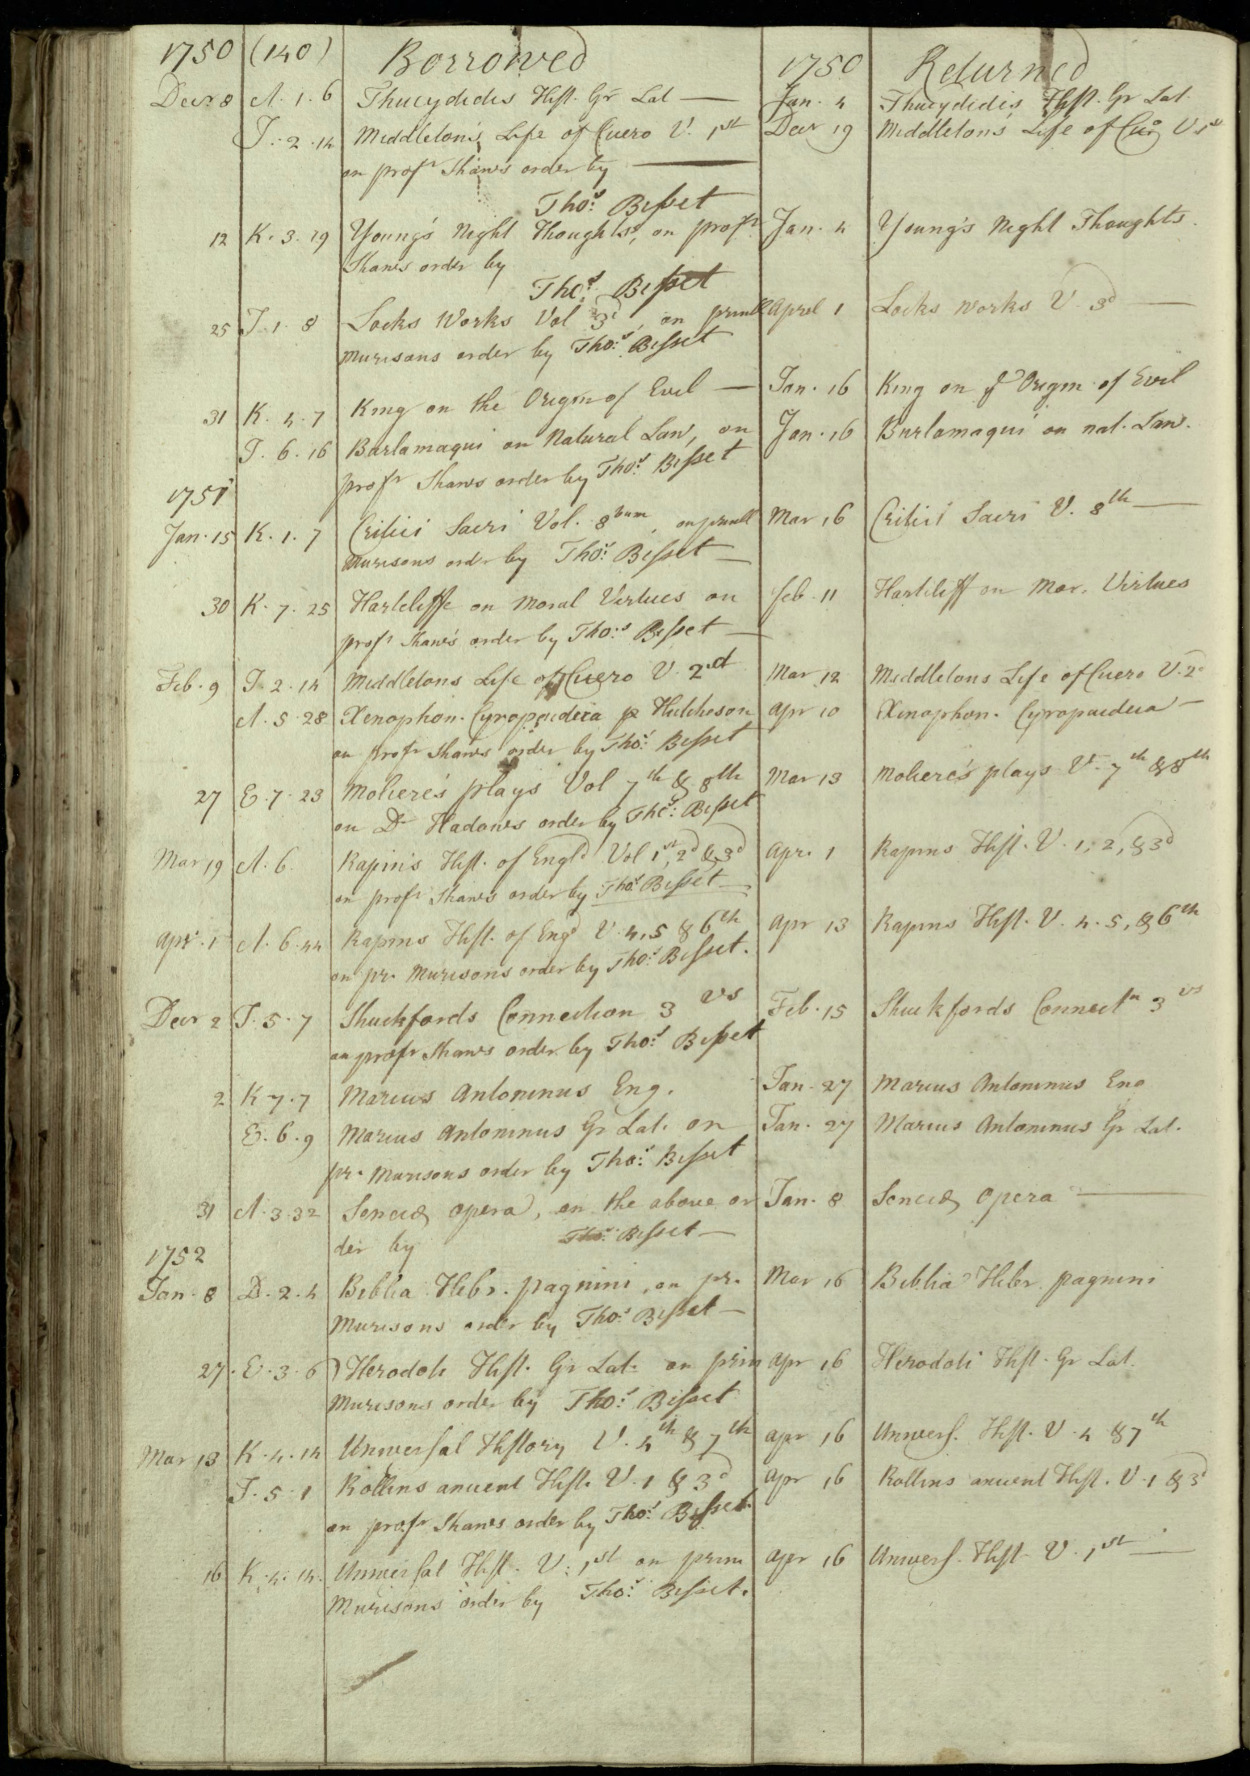 1750 (140) Borrowed 1750 Returned
Decr 8 A. 1. 6 Thucydidis Hist. Gr Lat — Jan. 4 Thucydidis Hist. Gr Lat.
J. 2. 14 Middleton's Life of Cicero V. 1st Decr 19 Middleton's Life of Cic V 1st
on profr Shaws order by —
Thos: Bisset
12 K. 3. 19 Young's Night Thoughts, on profr Jan. 4 Young's Night Thoughts.
Shaws order by
Thos: Bisset
25 J. 1. 8 Locks Works Vol 3d, on prinll April 1 Locks works V. 3d —
Murisons order by Thos: Bisset
31 K. 4. 7 King on the Origin of Evil — Jan. 16 King on ye Origin of Evil
J. 6. 16 Burlamaqui on Natural Law, on Jan. 16 Burlamaqui on nat. Law.
profr Shaws order by Thos: Bisset
1751
Jan. 15 K. 1. 7 Critici Sacri Vol. 8vum, on prinll Mar 16 Critici Sacri V. 8th —
Murisons order by Thos: Bisset —
30 K. 7. 25 Hartcliffe on Moral Virtues on feb. 11 Hartcliff on Mor. Virtues
profr Shaws order by Thos: Bisset —
Feb. 9 J. 2. 14 Middletons Life of Cicero V. 2nd Mar 12 Middletons Life of Cicero V. 2d
A. 5. 28 Xenophon. Cyropaideia pr Hutcheson apr 10 Xenophon. Cyropaideia —
on profr Shaws order by Thos: Bisset
27 E. 7. 23 Moliere's plays Vol 7th & 8th Mar 13 Moliere's plays V. 7th & 8th
on Dr Hadows order by Thos: Bisset
Mar 19 A. 6. Rapin's Hist. of Engld Vol 1st, 2d & 3d Apr. 1 Rapins Hist. V. 1, 2, & 3d
on profr Shaws order by Thos: Bisset —
Apr. 1 A. 6. 44 Rapins Hist. of Engd V. 4, 5 & 6th apr 13 Rapins Hist. V. 4. 5, & 6th
on pr. Murisons order by Thos: Bisset.
Decr 2 J. 5. 7 Shuckfords Connection 3 vs Feb. 15 Shuckfords Connectn 3 vs
on profr Shaws order by Thos: Bisset
2 K 7. 7 Marcus Antoninus Eng. Jan. 27 Marcus Antoninus Eng
E. 6. 9 Marcus Antoninus Gr Lat. on Jan. 27 Marcus Antoninus Gr Lat.
pr. Murisons order by Thos: Bisset
31 A. 3. 32 Senecæ opera, on the above or Jan. 8 Senecæ opera —
der by Thos: Bisset —
1752
Jan. 8 D. 2. 4 Biblia Hebr. pagnini, on pr. Mar 16 Biblia Hebr. pagnini
Murisons order by Thos: Bisset —
27. E. 3. 6 Herodoti Hist. Gr Lat. on prin apr 16 Herodoti Hist. Gr Lat.
Murisons order by Thos: Bisset
Mar 13 K. 4. 14 Universal History V. 4th & 7th apr 16 Univers. Hist. V. 4 & 7th
J. 5. 1 Rollins ancient Hist. V. 1 & 3d apr 16 Rollins ancient Hist. V. 1 & 3d
on profr Shaws order by Thos: Bisset.
16 K. 4. 14. Universal Hist. V: 1st on prin apr 16 Univers. Hist V. 1st —
Murisons order by Thos: Bisset.